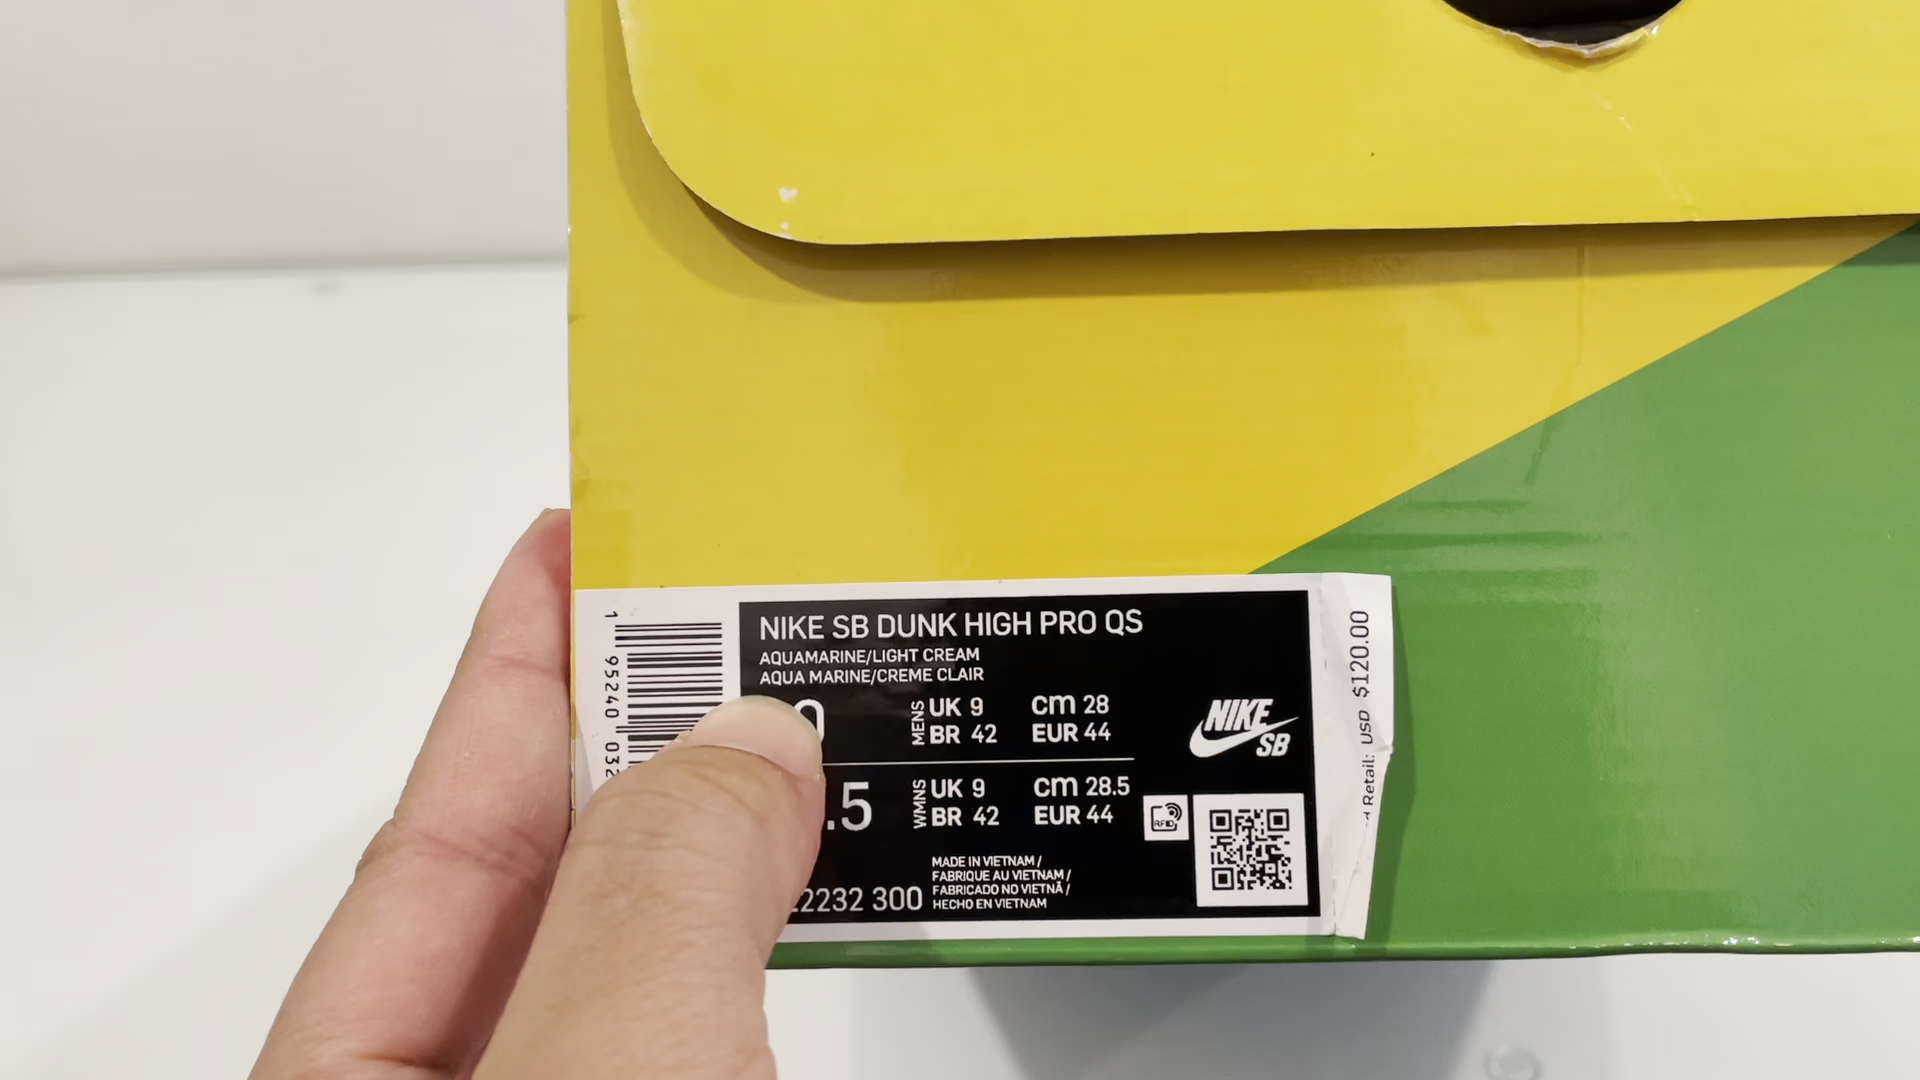 NIKE SB DUNK HIGH PRO QS
AQUAMARINE/LIGHT CREAM
AQUA MARINE/CREME CLAIR
0 MENS UK 9 cm 28
BR 42 EUR 44
.5 WMNS UK 9 cm 28.5
BR 42 EUR 44
NIKE
SB
RFID
MADE IN VIETNAM /
FABRIQUE AU VIETNAM /
FABRICADO NO VIETNÃ /
HECHO EN VIETNAM
2232 300
1 95240 032
Retail: USD $120.00